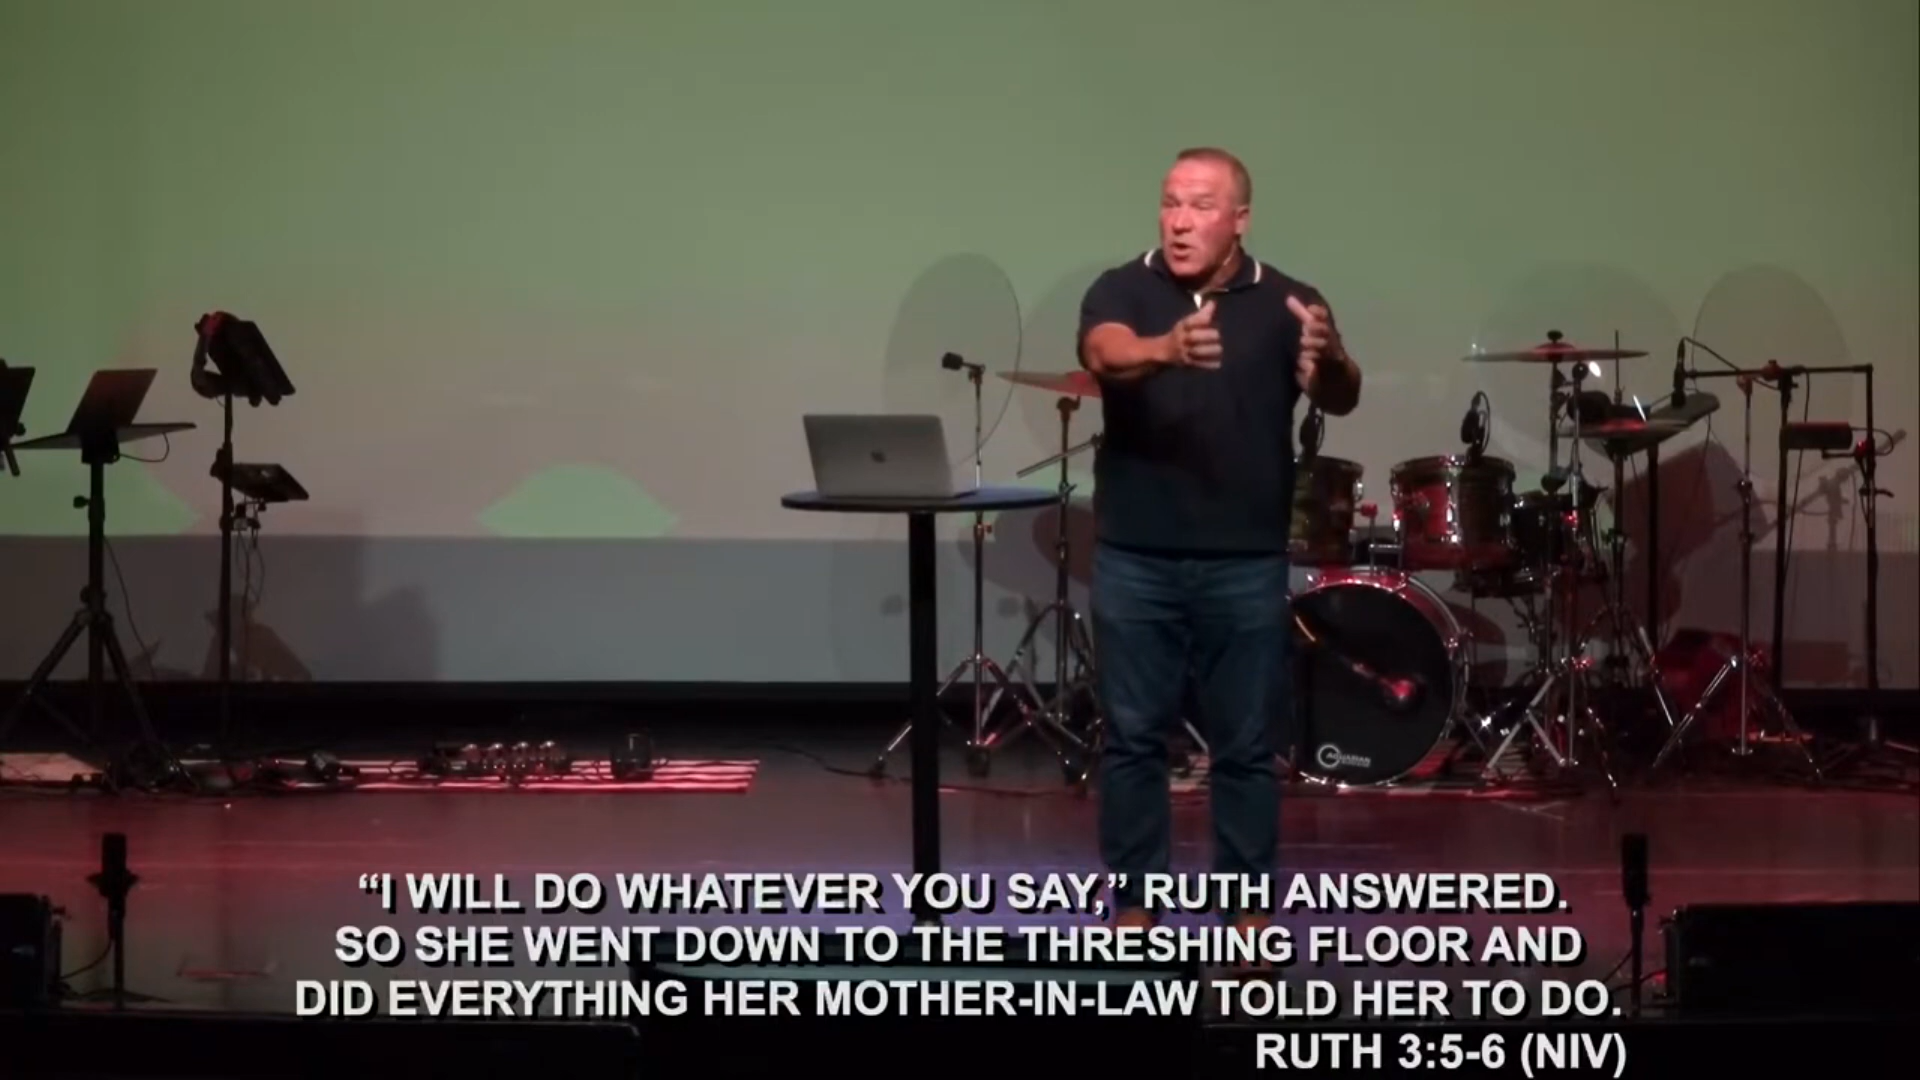 “I WILL DO WHATEVER YOU SAY,” RUTH ANSWERED.
SO SHE WENT DOWN TO THE THRESHING FLOOR AND
DID EVERYTHING HER MOTHER-IN-LAW TOLD HER TO DO.
RUTH 3:5-6 (NIV)
AQUARIAN